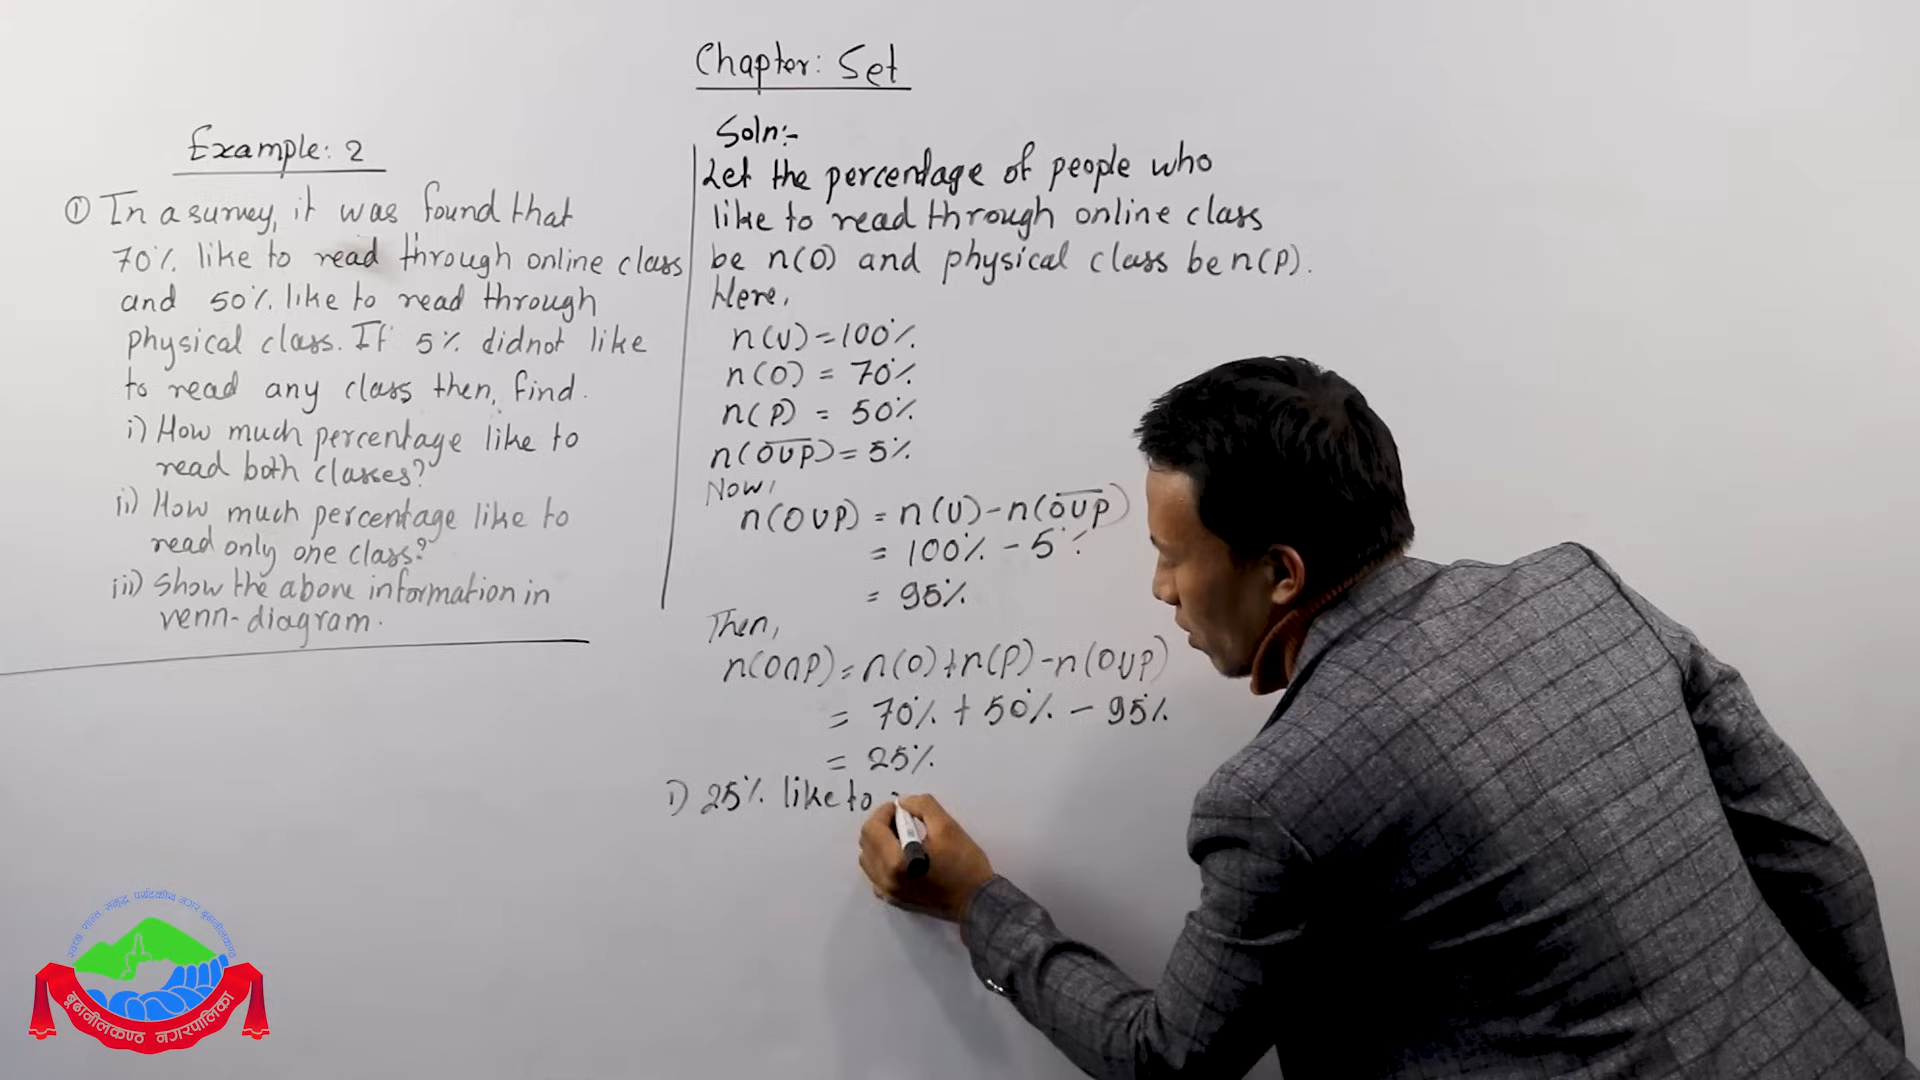 Chapter: Set
Example: 2
① In a survey, it was found that
70% like to read through online class
and 50% like to read through
physical class. If 5% didnot like
to read any class then, find.
i) How much percentage like to
read both classes?
ii) How much percentage like to
read only one class?
iii) Show the above information in
venn-diagram.
Soln:-
Let the percentage of people who
like to read through online class
be n(O) and physical class be n(P).
Here,
n(U) = 100%
n(O) = 70%
n(P) = 50%
n(O̅∪̅P̅) = 5%
Now,
n(O∪P) = n(U) - n(O̅∪̅P̅)
= 100% - 5%
= 95%
Then,
n(O∩P) = n(O) + n(P) - n(O∪P)
= 70% + 50% - 95%
= 25%
i) 25% like to
बुढानीलकण्ठ नगरपालिका